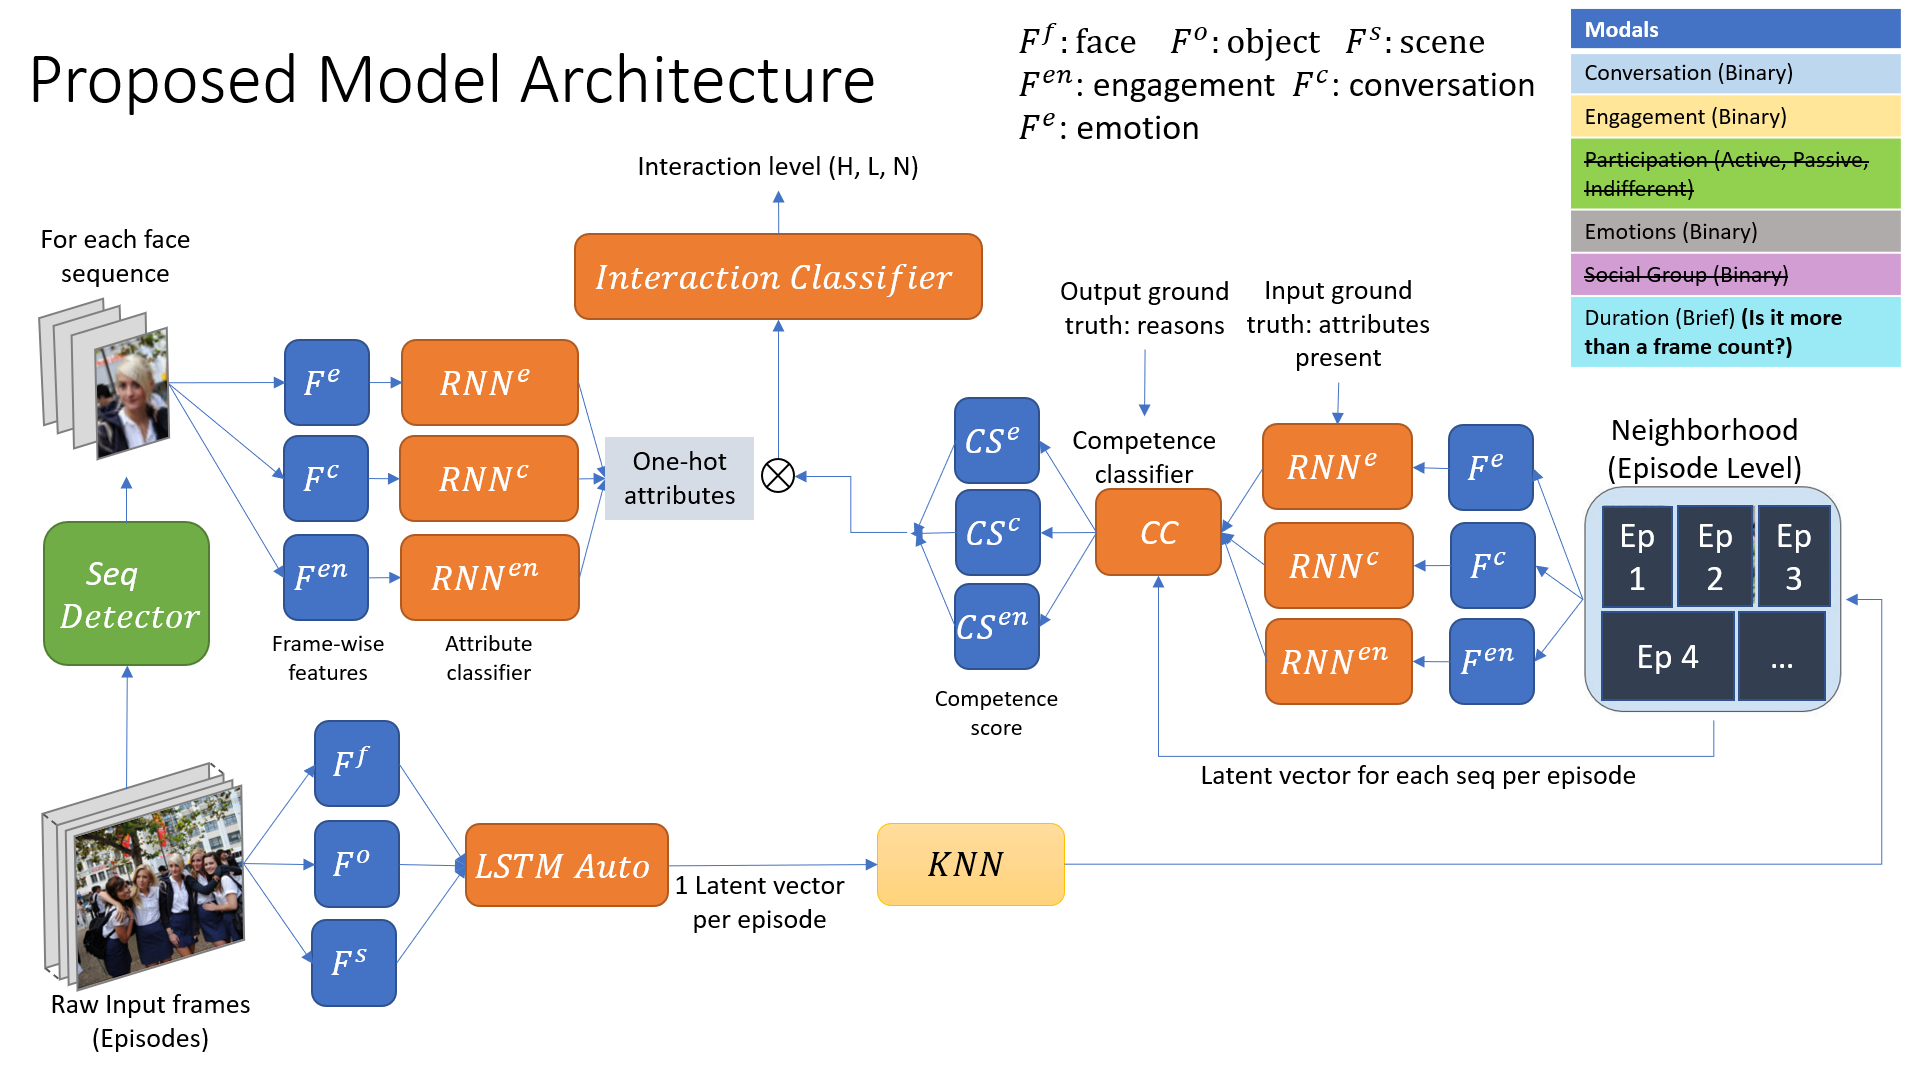 Proposed Model Architecture
F^f: face F^o: object F^s: scene
F^en: engagement F^c: conversation
F^e: emotion
Modals
Conversation (Binary)
Engagement (Binary)
Participation (Active, Passive,
Indifferent)
Emotions (Binary)
Social Group (Binary)
Duration (Brief) (Is it more
than a frame count?)
Interaction level (H, L, N)
Interaction Classifier
For each face
sequence
F^e
RNN^e
F^c
RNN^c
F^en
RNN^en
One-hot
attributes
Frame-wise
features
Attribute
classifier
Seq
Detector
Output ground
truth: reasons
Input ground
truth: attributes
present
Competence
classifier
CS^e
CS^c
CS^en
Competence
score
CC
RNN^e
F^e
RNN^c
F^c
RNN^en
F^en
Neighborhood
(Episode Level)
Ep
1
Ep
2
Ep
3
Ep 4
...
Latent vector for each seq per episode
F^f
F^o
F^s
LSTM Auto
1 Latent vector
per episode
KNN
Raw Input frames
(Episodes)